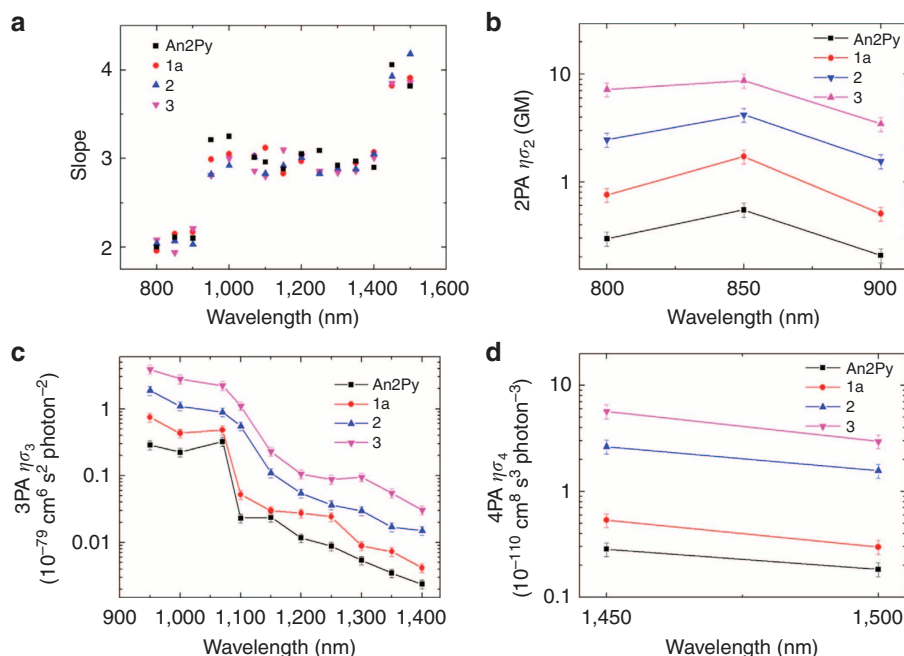 a
An2Py
1a
2
3
4
3
2
Slope
800 1,000 1,200 1,400 1,600
Wavelength (nm)
b
An2Py
1a
2
3
10
1
2PA ησ₂ (GM)
800 850 900
Wavelength (nm)
c
An2Py
1a
2
3
1
0.1
0.01
3PA ησ₃
(10⁻⁷⁹ cm⁶ s² photon⁻²)
900 1,000 1,100 1,200 1,300 1,400
Wavelength (nm)
d
An2Py
1a
2
3
10
1
0.1
4PA ησ₄
(10⁻¹¹⁰ cm⁸ s³ photon⁻³)
1,450 1,500
Wavelength (nm)